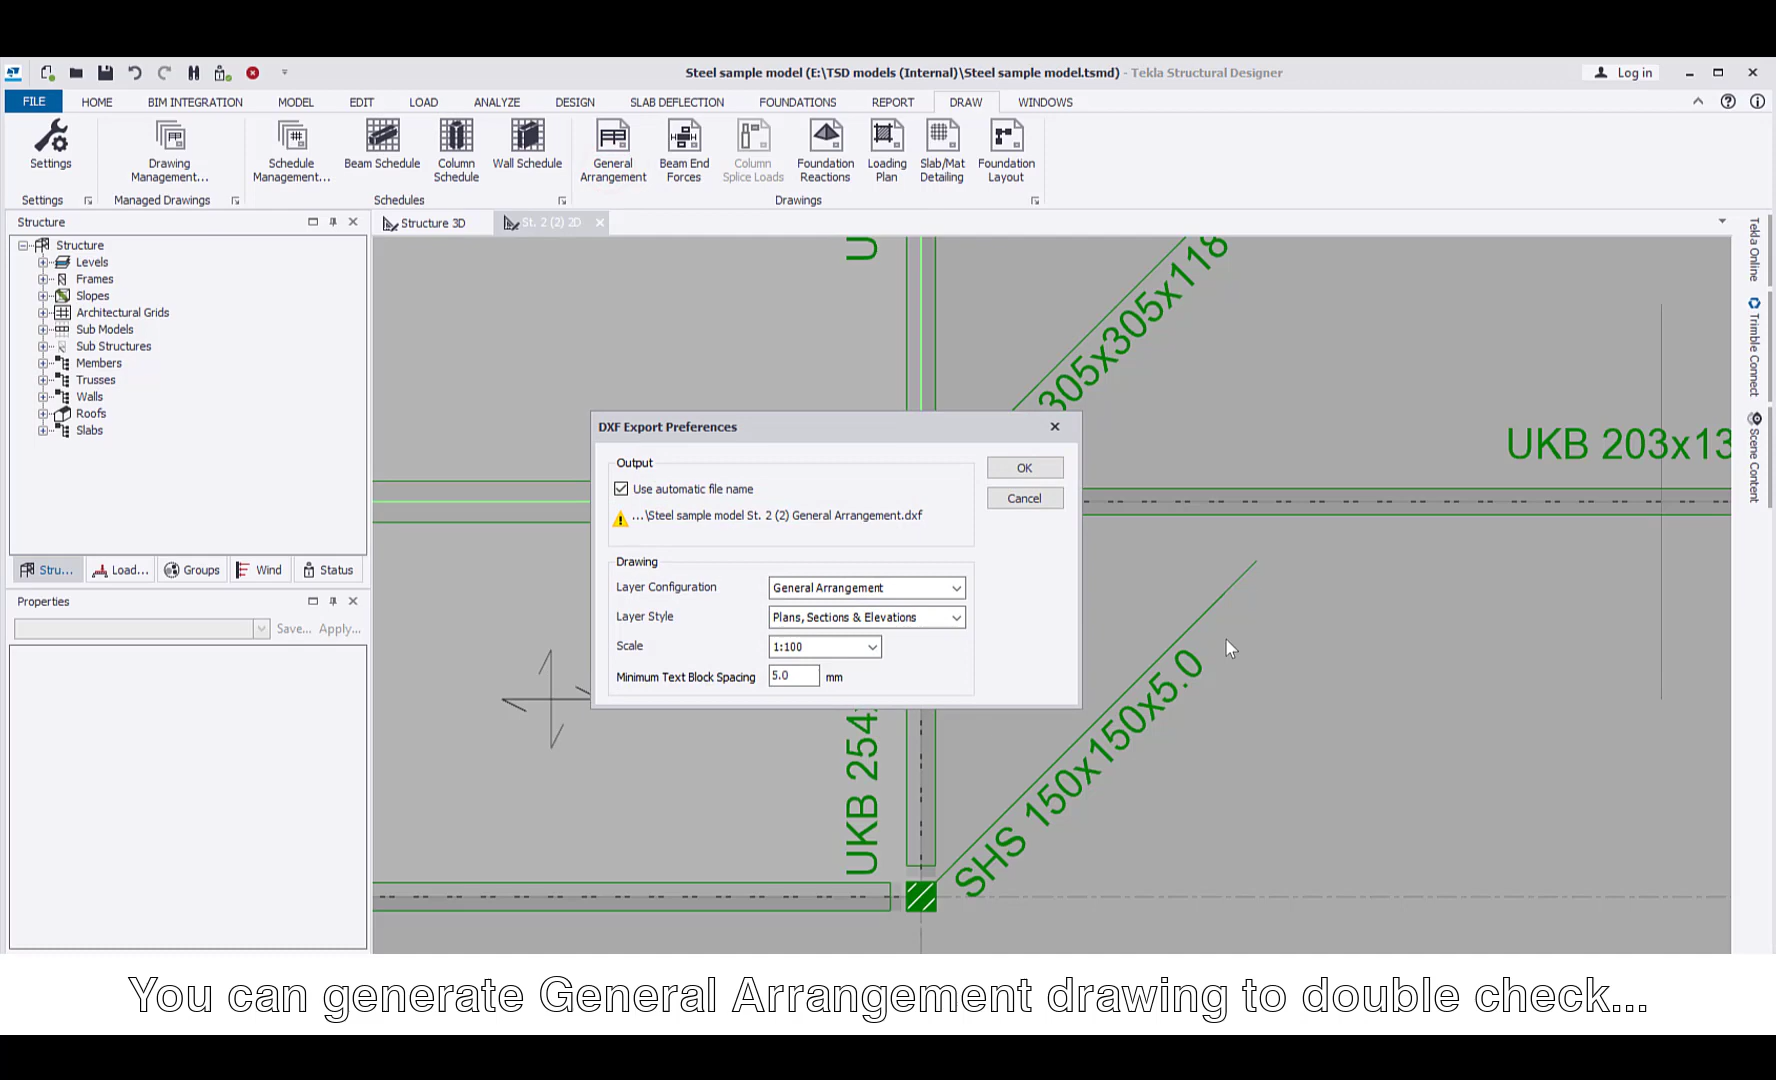 Steel sample model (E:\TSD models (Internal)\Steel sample model.tsmd) - Tekla Structural Designer
Log in
FILE HOME BIM INTEGRATION MODEL EDIT LOAD ANALYZE DESIGN SLAB DEFLECTION FOUNDATIONS REPORT DRAW WINDOWS
Settings
Drawing Management...
Schedule Management...
Beam Schedule
Column Schedule
Wall Schedule
General Arrangement
Beam End Forces
Column Splice Loads
Foundation Reactions
Loading Plan
Slab/Mat Detailing
Foundation Layout
Settings Managed Drawings Schedules Drawings
Structure
Structure 3D
St. 2 (2) 2D
Structure
Levels
Frames
Slopes
Architectural Grids
Sub Models
Sub Structures
Members
Trusses
Walls
Roofs
Slabs
Stru... Load... Groups Wind Status
Properties
Save... Apply...
U
305x305x118
UKB 203x13
UKB 254
SHS 150x150x5.0
DXF Export Preferences
Output
Use automatic file name
...\Steel sample model St. 2 (2) General Arrangement.dxf
OK
Cancel
Drawing
Layer Configuration General Arrangement
Layer Style Plans, Sections & Elevations
Scale 1:100
Minimum Text Block Spacing 5.0 mm
Tekla Online
Trimble Connect
Scene Content
You can generate General Arrangement drawing to double check...